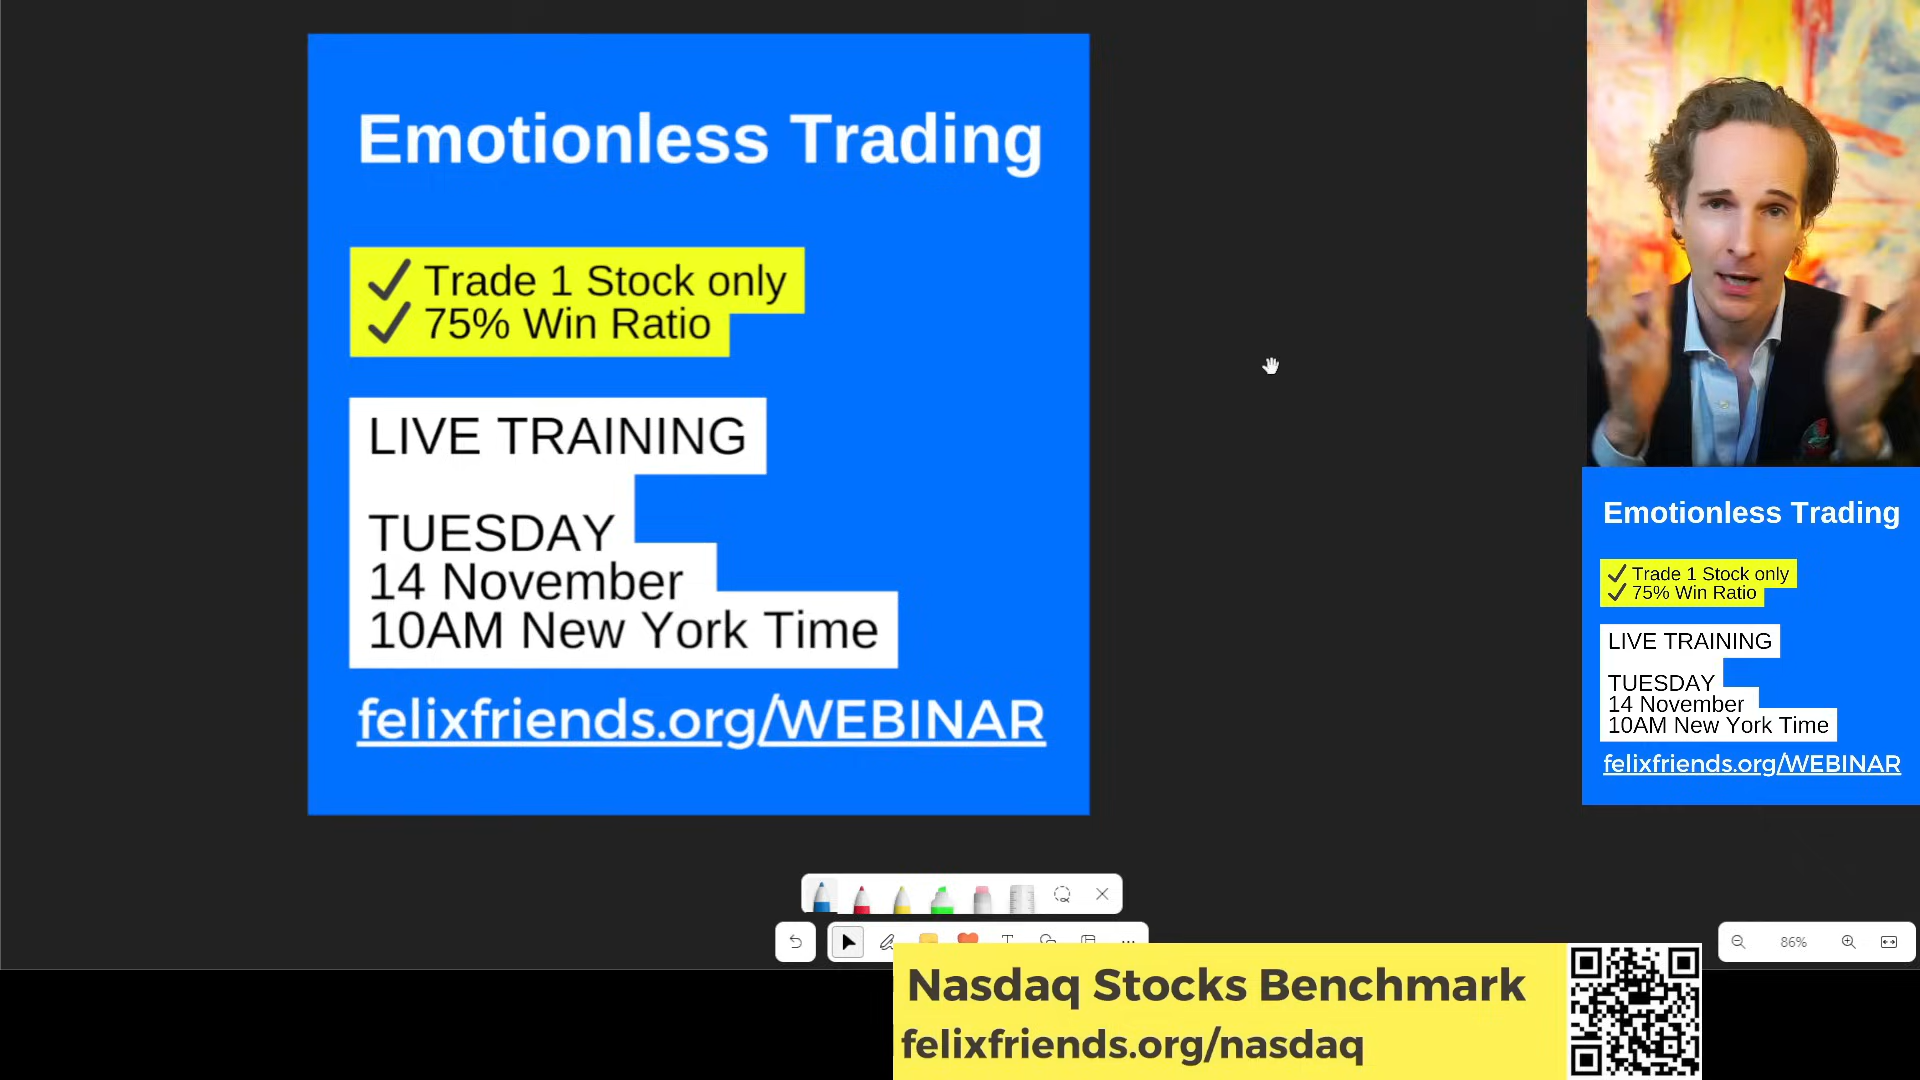 Emotionless Trading
✓ Trade 1 Stock only
✓ 75% Win Ratio
LIVE TRAINING
TUESDAY
14 November
10AM New York Time
felixfriends.org/WEBINAR
Emotionless Trading
✓ Trade 1 Stock only
✓ 75% Win Ratio
LIVE TRAINING
TUESDAY
14 November
10AM New York Time
felixfriends.org/WEBINAR
86%
Nasdaq Stocks Benchmark
felixfriends.org/nasdaq